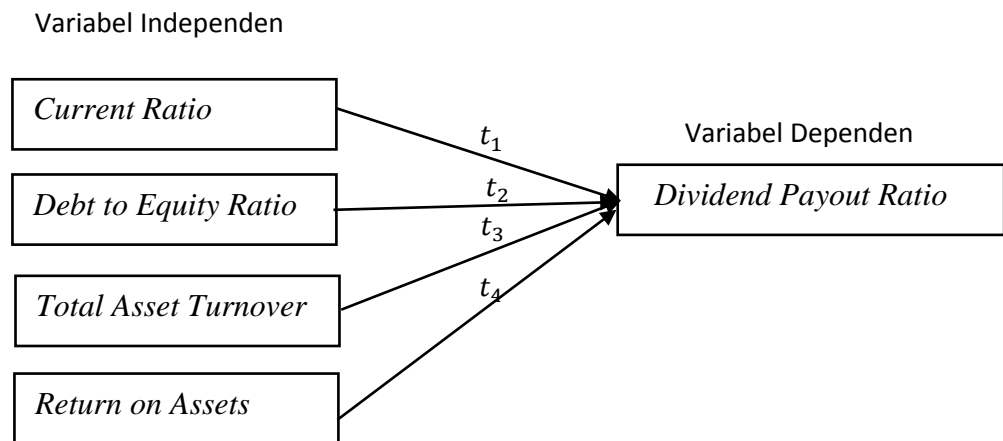 Variabel Independen
Current Ratio
t₁
Variabel Dependen
Debt to Equity Ratio
t₂
Dividend Payout Ratio
t₃
Total Asset Turnover
t₄
Return on Assets